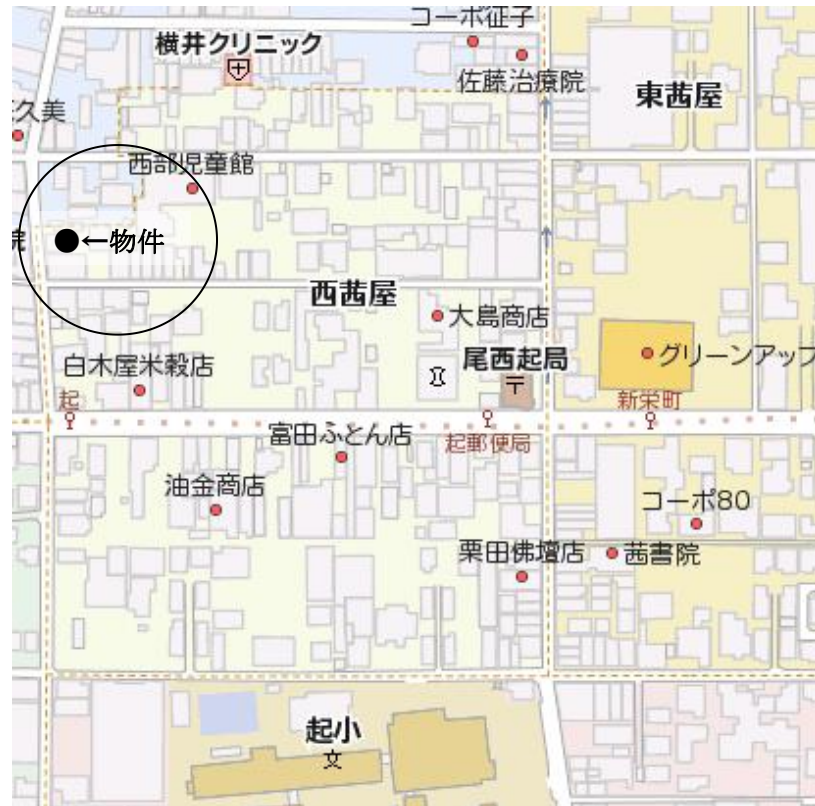 コーポ征子
横井クリニック
佐藤治療院
東茜屋
久美
西部児童館
院
←物件
西茜屋
大島商店
尾西起局
グリーンアップ
白木屋米穀店
起
新栄町
富田ふとん店
起郵便局
油金商店
コーポ80
栗田佛壇店
茜書院
起小
文